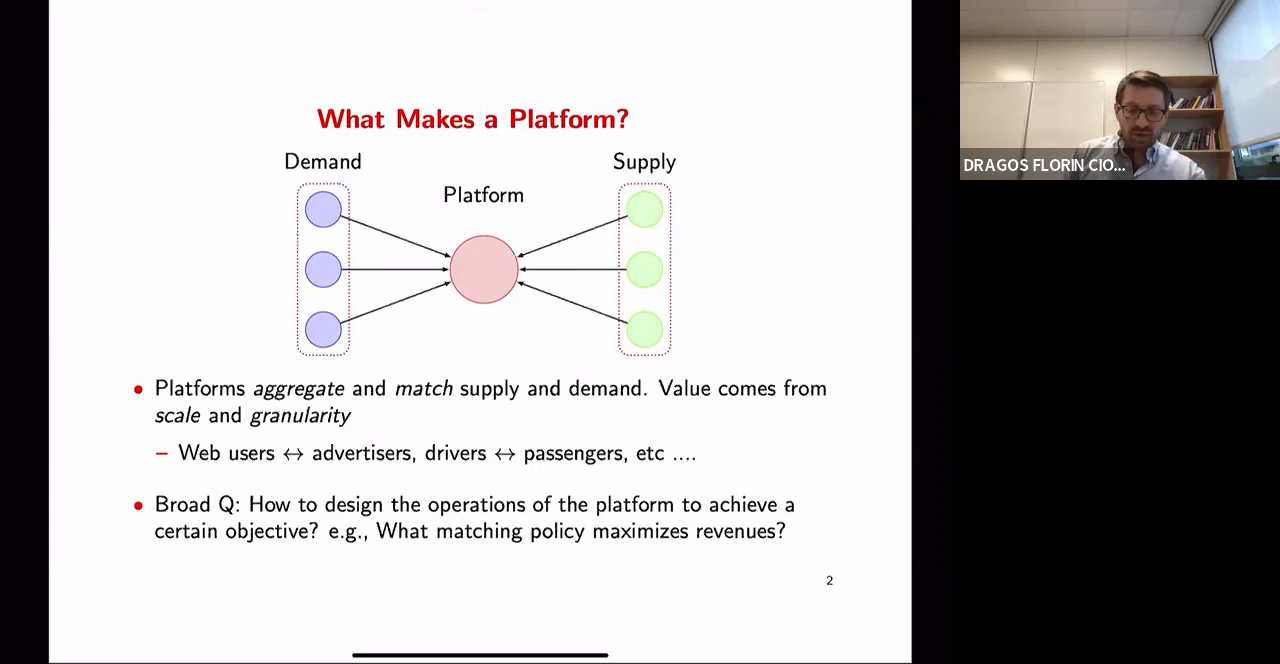 What Makes a Platform?
Demand
Supply
Platform
• Platforms aggregate and match supply and demand. Value comes from
scale and granularity
– Web users ↔ advertisers, drivers ↔ passengers, etc ....
• Broad Q: How to design the operations of the platform to achieve a
certain objective? e.g., What matching policy maximizes revenues?
2
DRAGOS FLORIN CIO...